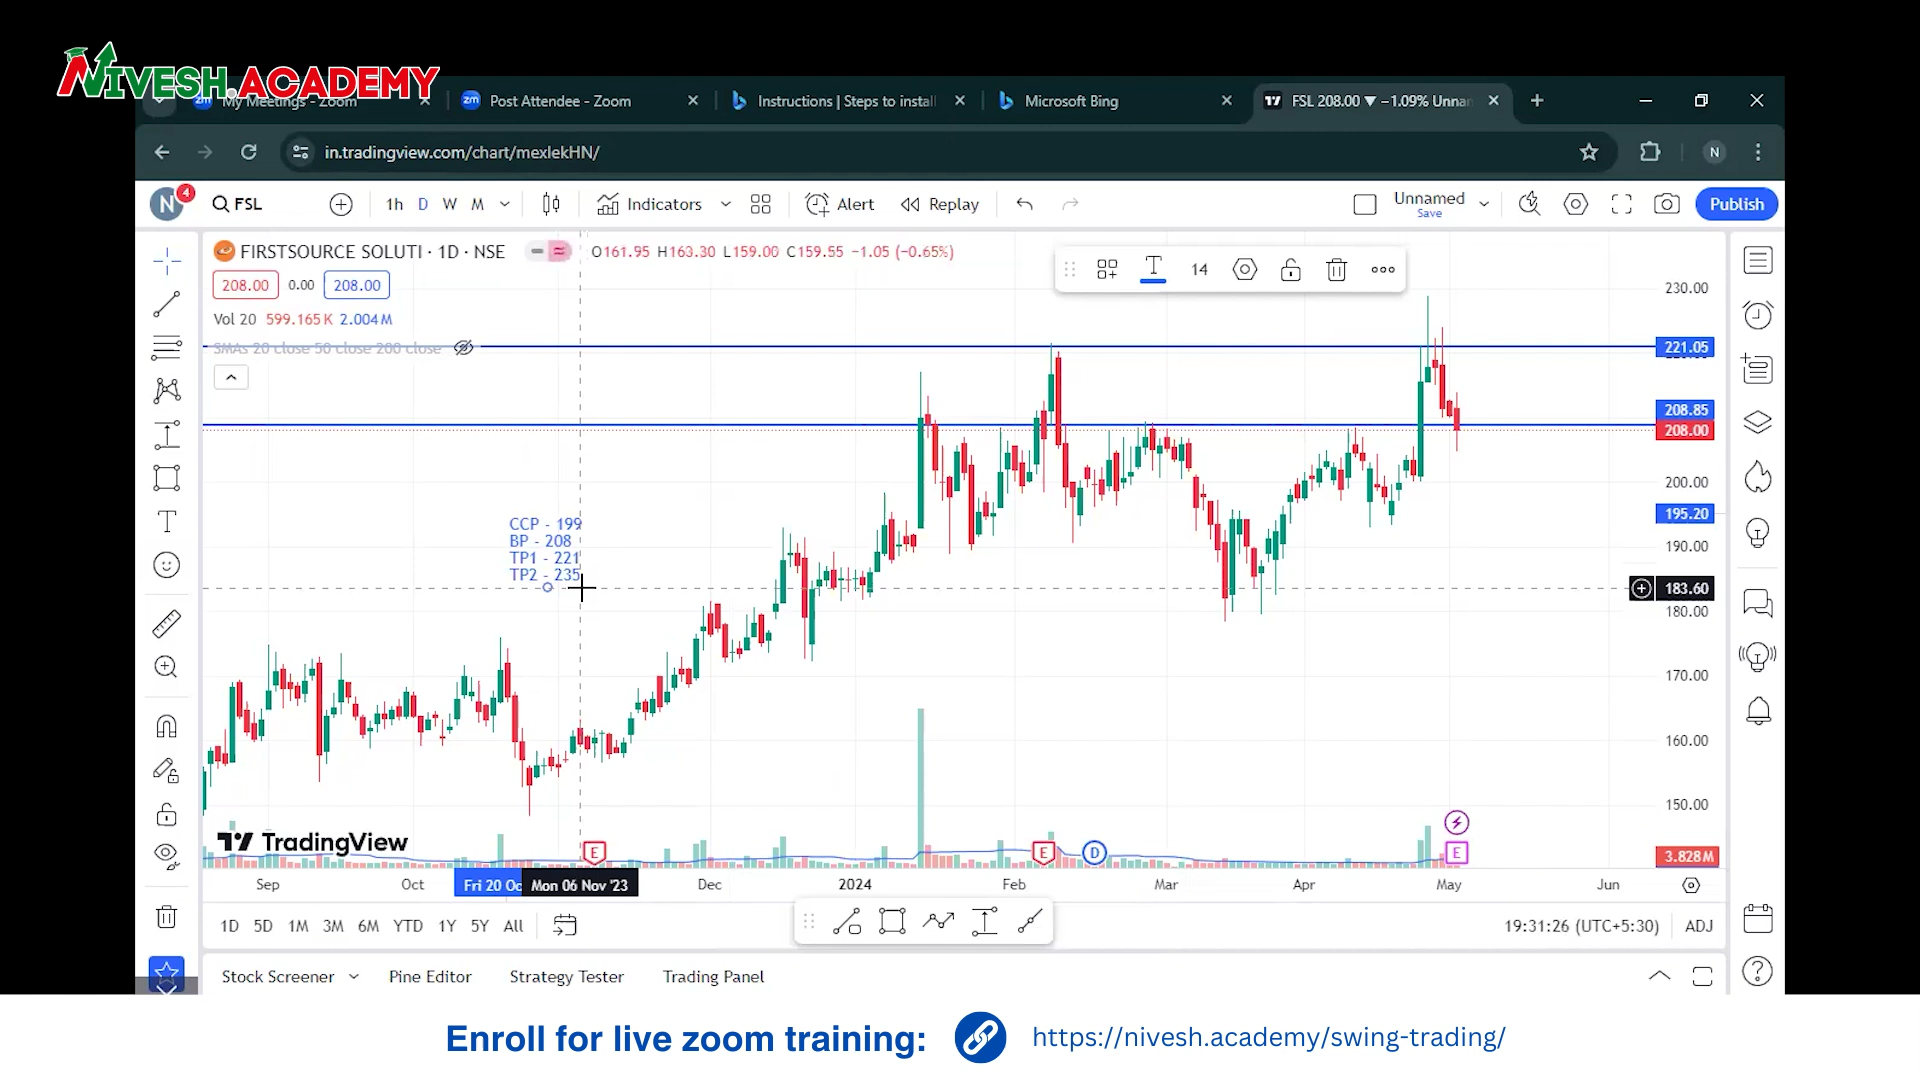 NIVESH.ACADEMY
My Meetings - Zoom
Post Attendee - Zoom
Instructions | Steps to install
Microsoft Bing
FSL 208.00 ▼ −1.09% Unna
in.tradingview.com/chart/mexlekHN/
N
N
4
FSL
1h D W M
Indicators
Alert
Replay
Unnamed
Save
Publish
FIRSTSOURCE SOLUTI · 1D · NSE
O161.95 H163.30 L159.00 C159.55 −1.05 (−0.65%)
14
208.00
0.00
208.00
Vol 20 599.165K 2.004M
SMAs 20 close 50 close 200 close
230.00
221.05
208.85
208.00
200.00
195.20
190.00
183.60
180.00
170.00
160.00
150.00
3.828M
CCP - 199
BP - 208
TP1 - 221
TP2 - 235
TradingView
E
E
D
E
Sep
Oct
Fri 20 Oc
Mon 06 Nov '23
Dec
2024
Feb
Mar
Apr
May
Jun
1D 5D 1M 3M 6M YTD 1Y 5Y All
19:31:26 (UTC+5:30)
ADJ
Stock Screener
Pine Editor
Strategy Tester
Trading Panel
Enroll for live zoom training:
https://nivesh.academy/swing-trading/